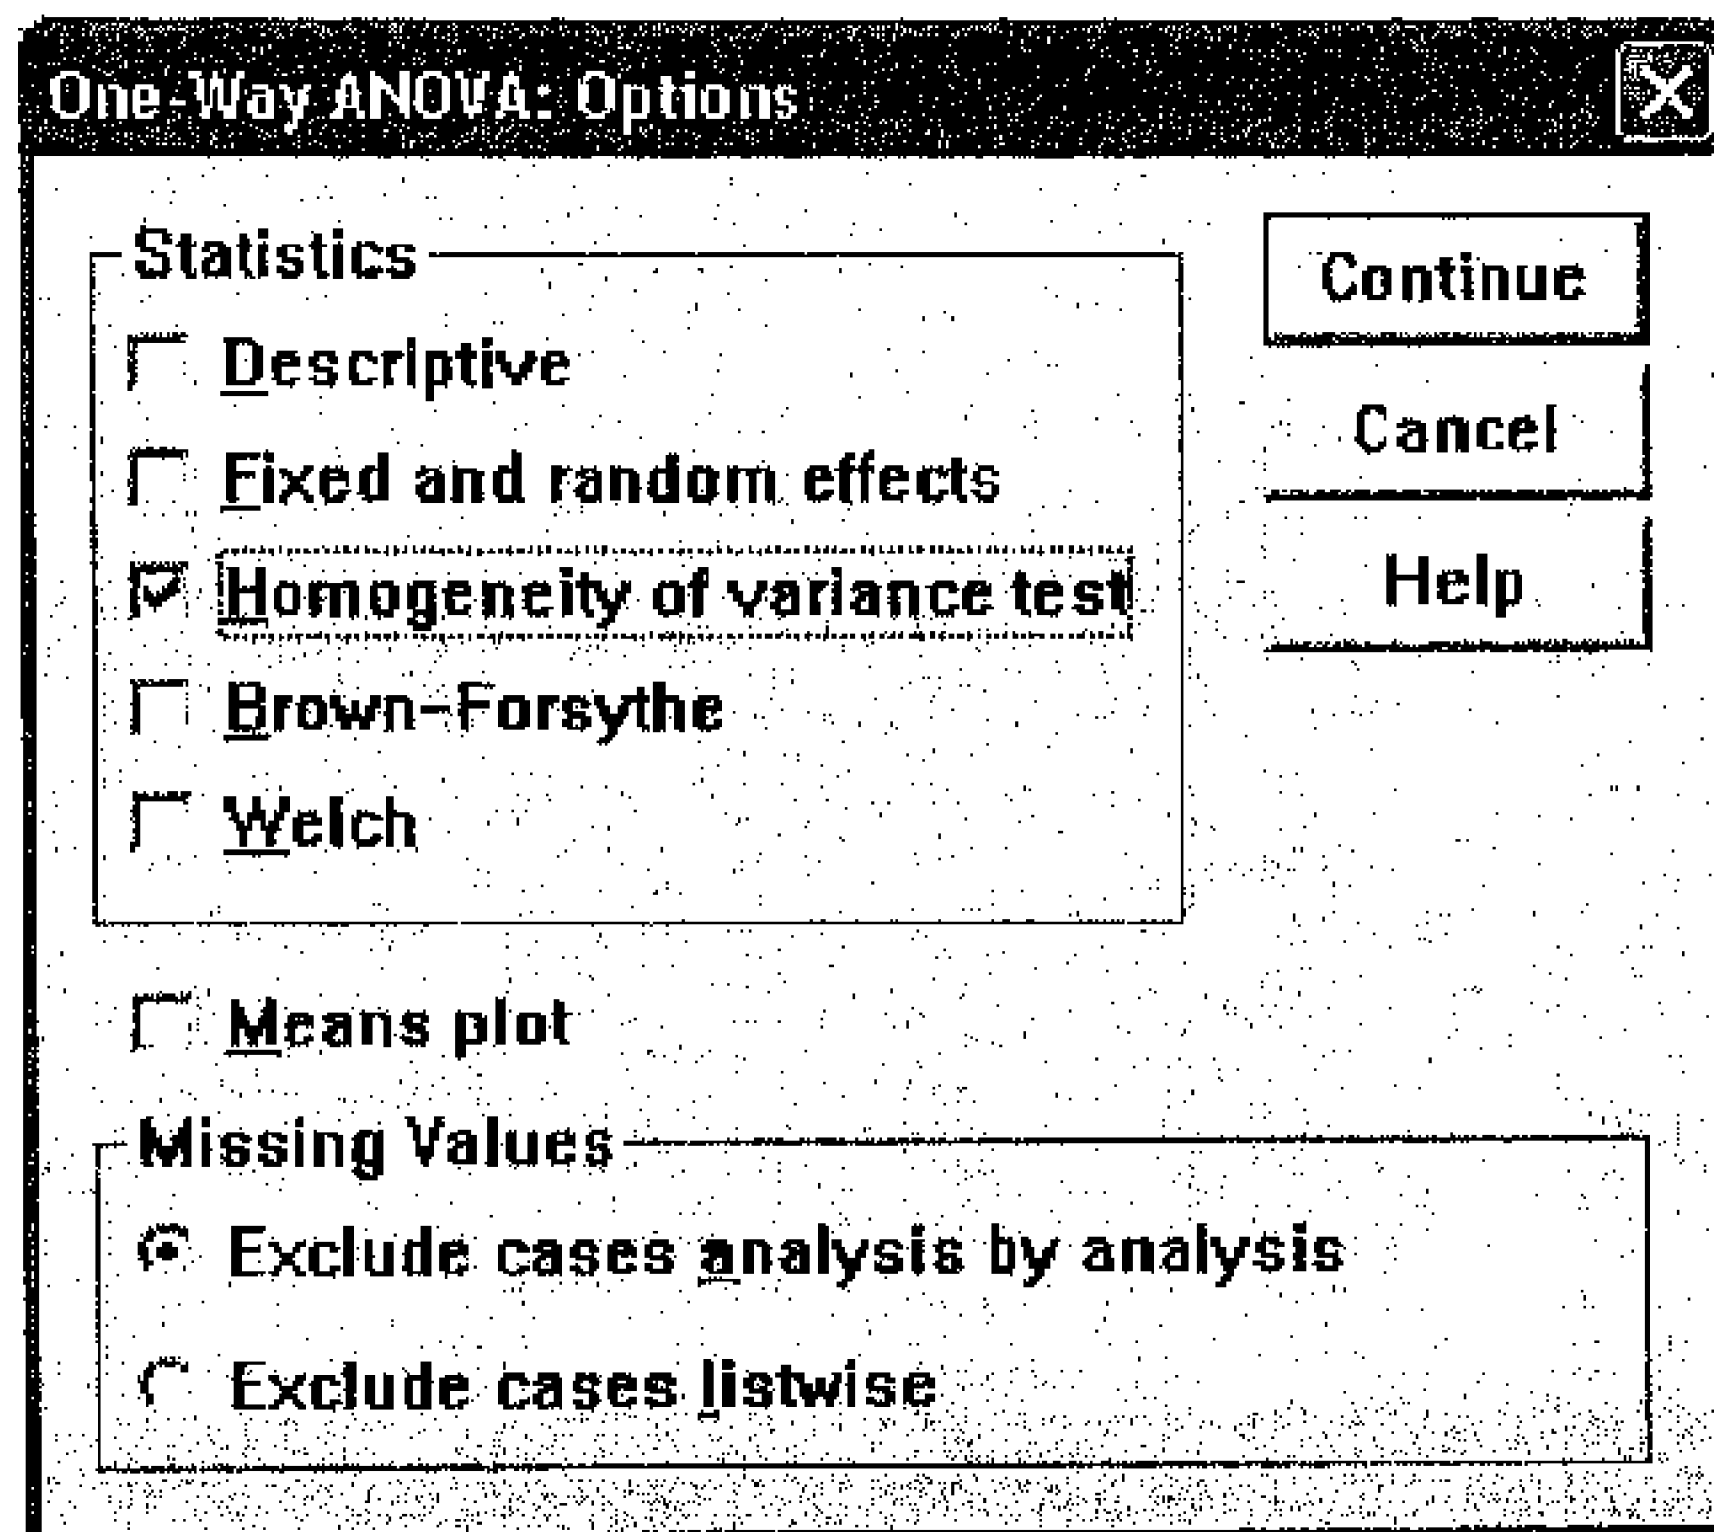 One-Way ANOVA: Options
Statistics
Descriptive
Fixed and random effects
Homogeneity of variance test
Brown-Forsythe
Welch
Continue
Cancel
Help
Means plot
Missing Values
Exclude cases analysis by analysis
Exclude cases listwise